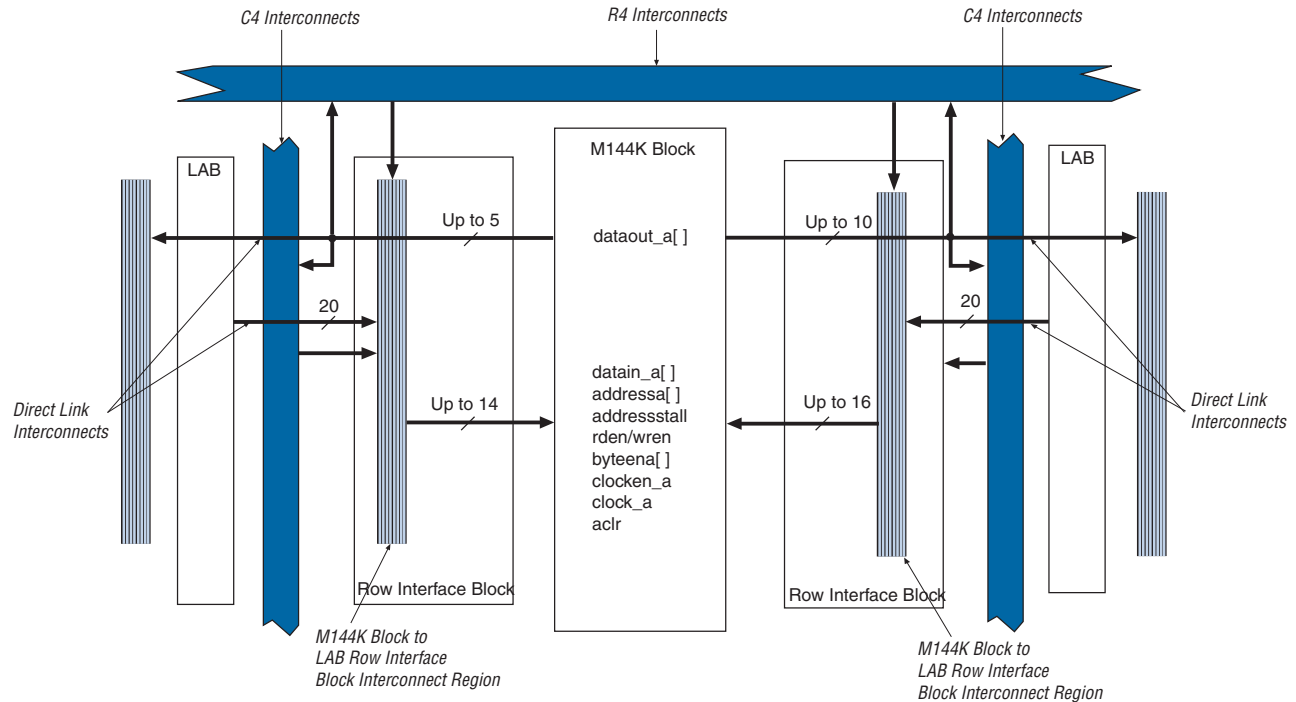 C4 Interconnects
R4 Interconnects
C4 Interconnects
LAB
M144K Block
LAB
Up to 5
dataout_a[ ]
Up to 10
20
20
datain_a[ ]
addressa[ ]
addressstall
rden/wren
byteena[ ]
clocken_a
clock_a
aclr
Up to 14
Up to 16
Direct Link
Interconnects
Direct Link
Interconnects
Row Interface Block
Row Interface Block
M144K Block to
LAB Row Interface
Block Interconnect Region
M144K Block to
LAB Row Interface
Block Interconnect Region